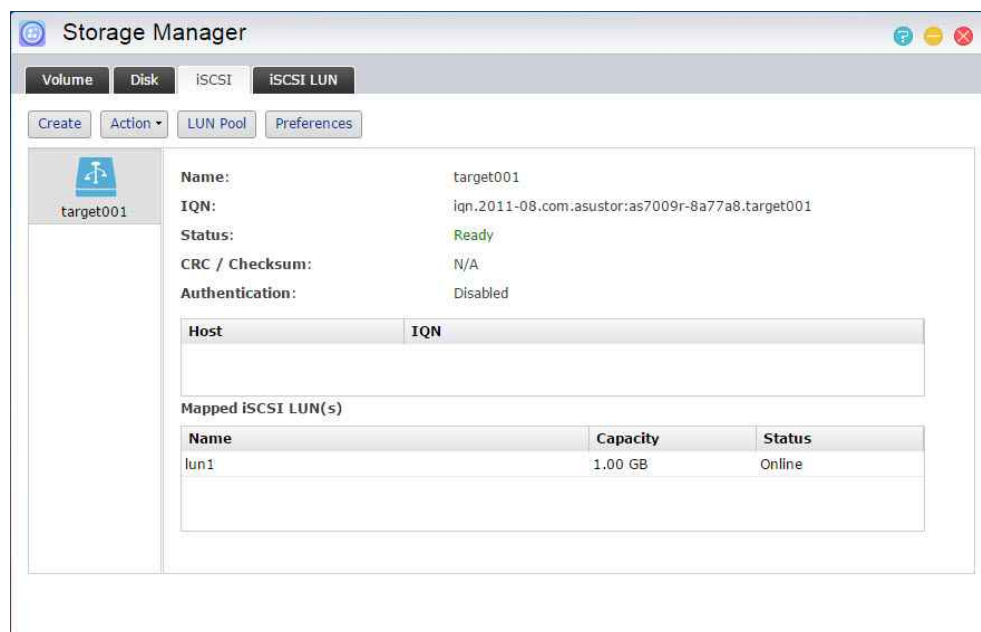 Storage Manager
Volume Disk iSCSI iSCSI LUN
Create Action LUN Pool Preferences
target001
Name: target001
IQN: iqn.2011-08.com.asustor:as7009r-8a77a8.target001
Status: Ready
CRC / Checksum: N/A
Authentication: Disabled
Host IQN
Mapped iSCSI LUN(s)
Name Capacity Status
lun1 1.00 GB Online